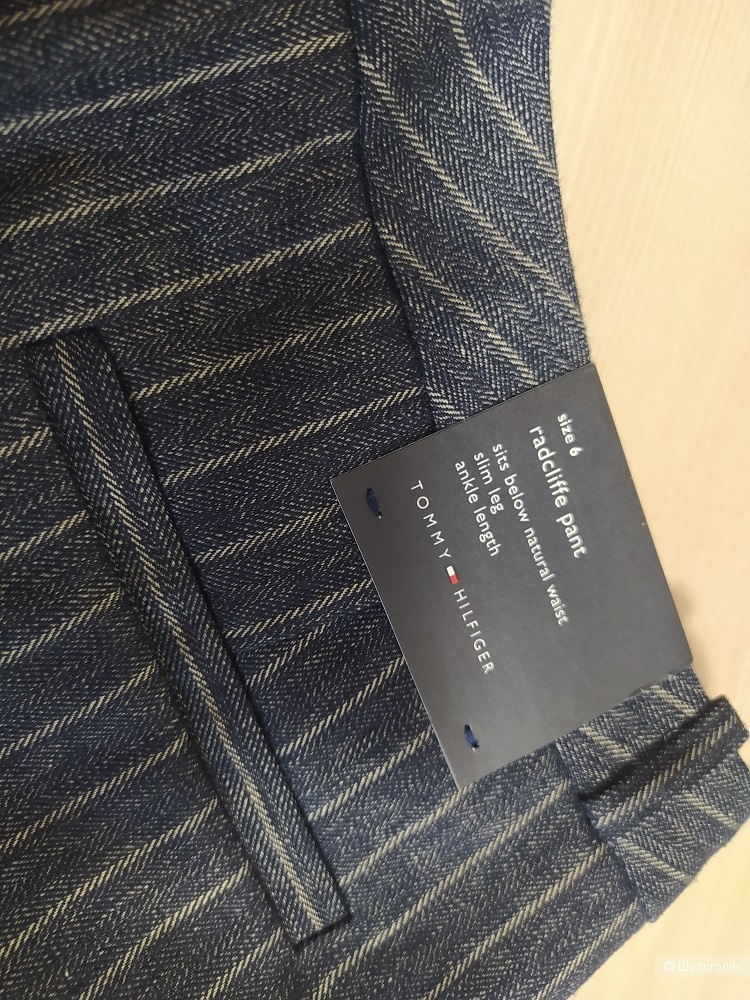 size 6
radcliffe pant
sits below natural waist
slim leg
ankle length
TOMMY HILFIGER
© Шопоголик